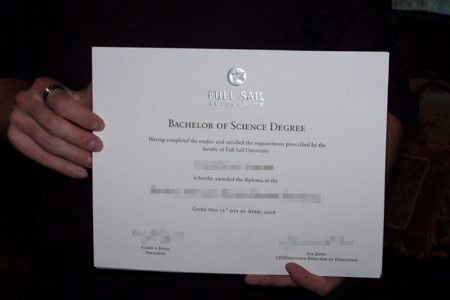 FULL SAIL
UNIVERSITY
BACHELOR OF SCIENCE DEGREE
Having completed the studies and satisfied the requirements prescribed by the
faculty of Full Sail University
is hereby awarded the diploma in the
GIVEN THIS 11TH DAY OF APRIL, 2008
GARRY J. JONES
PRESIDENT
ED. JONES
CEO/EXECUTIVE DIRECTOR OF EDUCATION